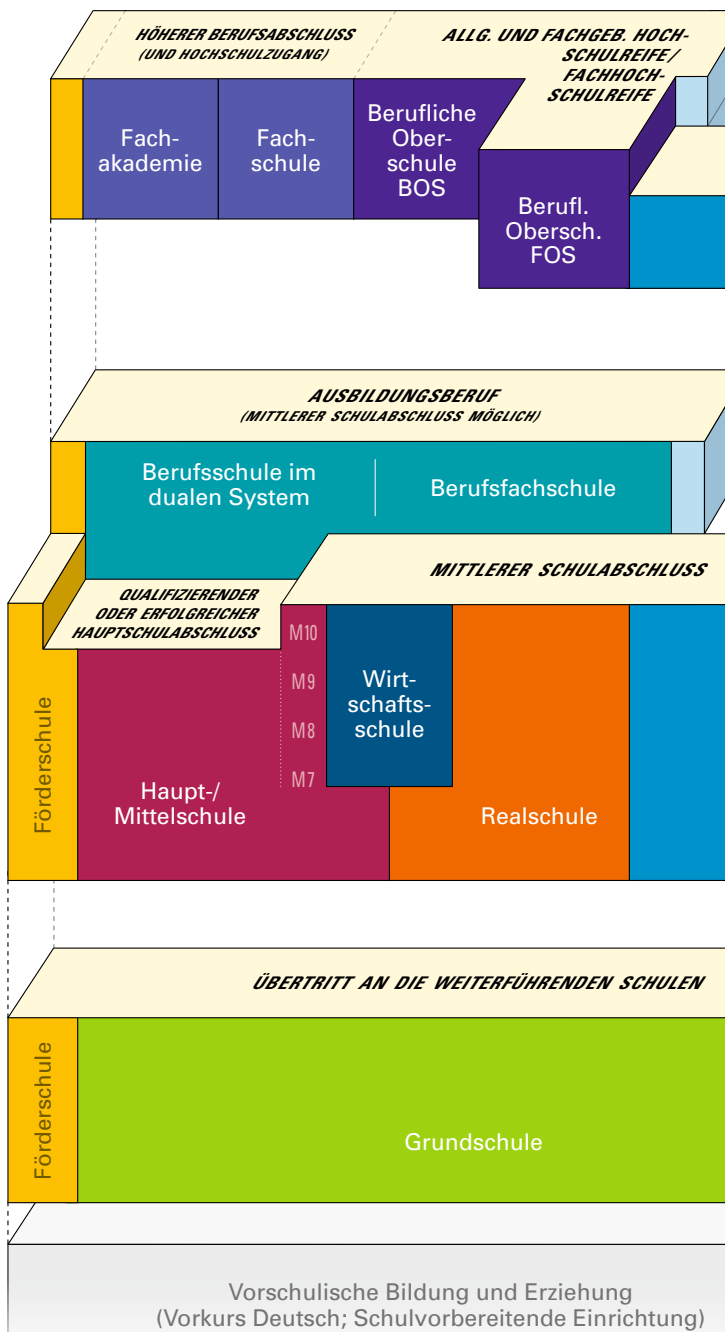 HÖHERER BERUFSABSCHLUSS
(UND HOCHSCHULZUGANG)
ALLG. UND FACHGEB. HOCH-
SCHULREIFE/
FACHHOCH-
SCHULREIFE
Fach-
akademie
Fach-
schule
Berufliche
Ober-
schule
BOS
Berufl.
Obersch.
FOS
AUSBILDUNGSBERUF
(MITTLERER SCHULABSCHLUSS MÖGLICH)
Berufsschule im
dualen System
Berufsfachschule
MITTLERER SCHULABSCHLUSS
QUALIFIZIERENDER
ODER ERFOLGREICHER
HAUPTSCHULABSCHLUSS
M10
M9
M8
M7
Wirt-
schafts-
schule
Förderschule
Haupt-/
Mittelschule
Realschule
ÜBERTRITT AN DIE WEITERFÜHRENDEN SCHULEN
Förderschule
Grundschule
Vorschulische Bildung und Erziehung
(Vorkurs Deutsch; Schulvorbereitende Einrichtung)